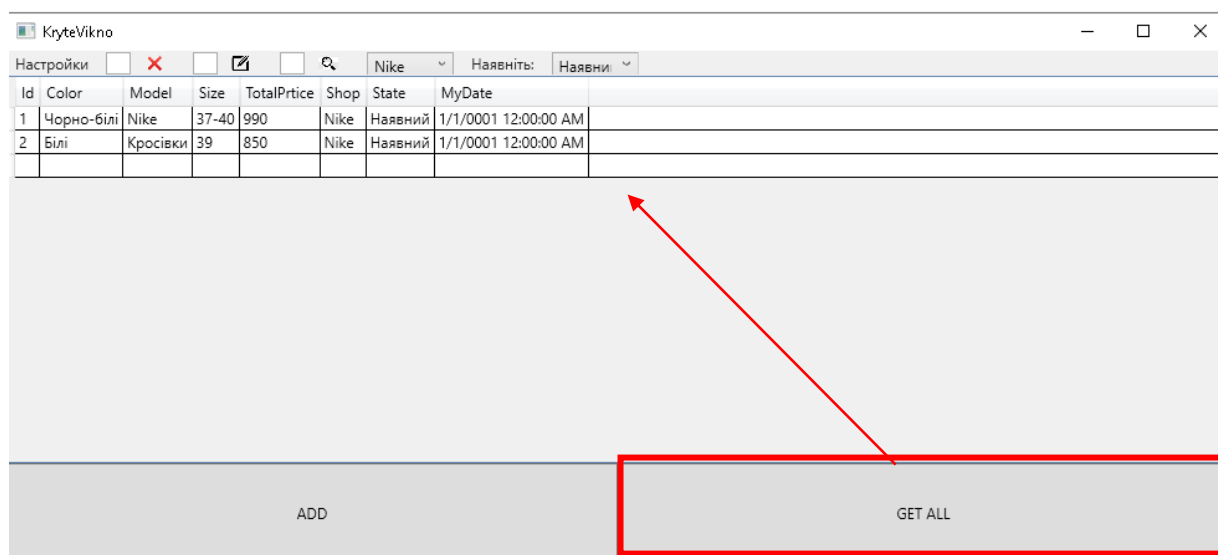 KryteVikno
Настройки Nike Наявніть: Наявни
Id Color Model Size TotalPrtice Shop State MyDate
1 Чорно-білі Nike 37-40 990 Nike Наявний 1/1/0001 12:00:00 AM
2 Білі Кросівки 39 850 Nike Наявний 1/1/0001 12:00:00 AM
ADD GET ALL